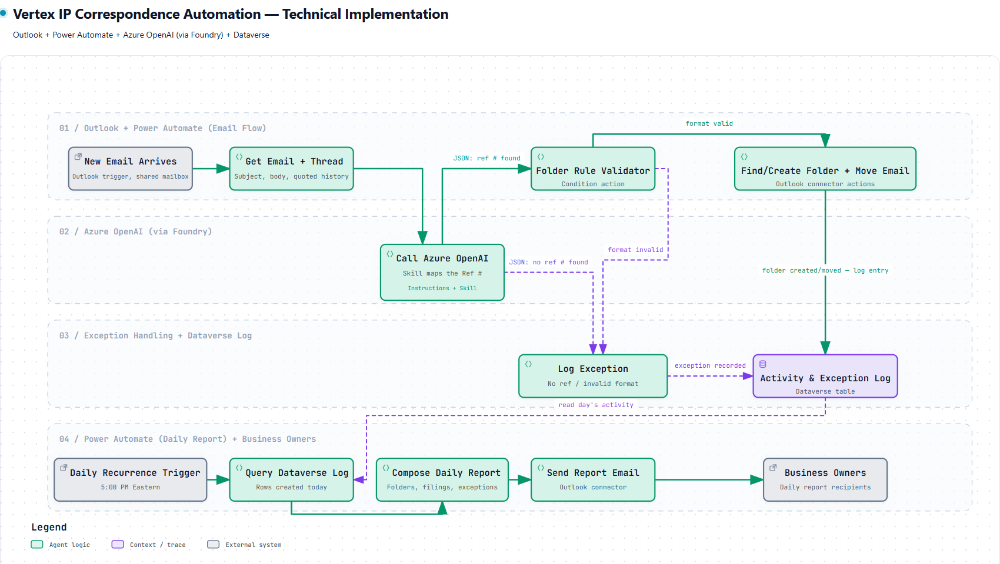 Vertex IP Correspondence Automation — Technical Implementation
Outlook + Power Automate + Azure OpenAI (via Foundry) + Dataverse
01 / Outlook + Power Automate (Email Flow)
format valid
New Email Arrives
Outlook trigger, shared mailbox
Get Email + Thread
Subject, body, quoted history
JSON: ref # found
Folder Rule Validator
Condition action
Find/Create Folder + Move Email
Outlook connector actions
02 / Azure OpenAI (via Foundry)
Call Azure OpenAI
Skill maps the Ref #
Instructions + Skill
JSON: no ref # found
format invalid
folder created/moved — log entry
03 / Exception Handling + Dataverse Log
Log Exception
No ref / invalid format
exception recorded
Activity & Exception Log
Dataverse table
read day's activity
04 / Power Automate (Daily Report) + Business Owners
Daily Recurrence Trigger
5:00 PM Eastern
Query Dataverse Log
Rows created today
Compose Daily Report
Folders, filings, exceptions
Send Report Email
Outlook connector
Business Owners
Daily report recipients
Legend
Agent logic
Context / trace
External system